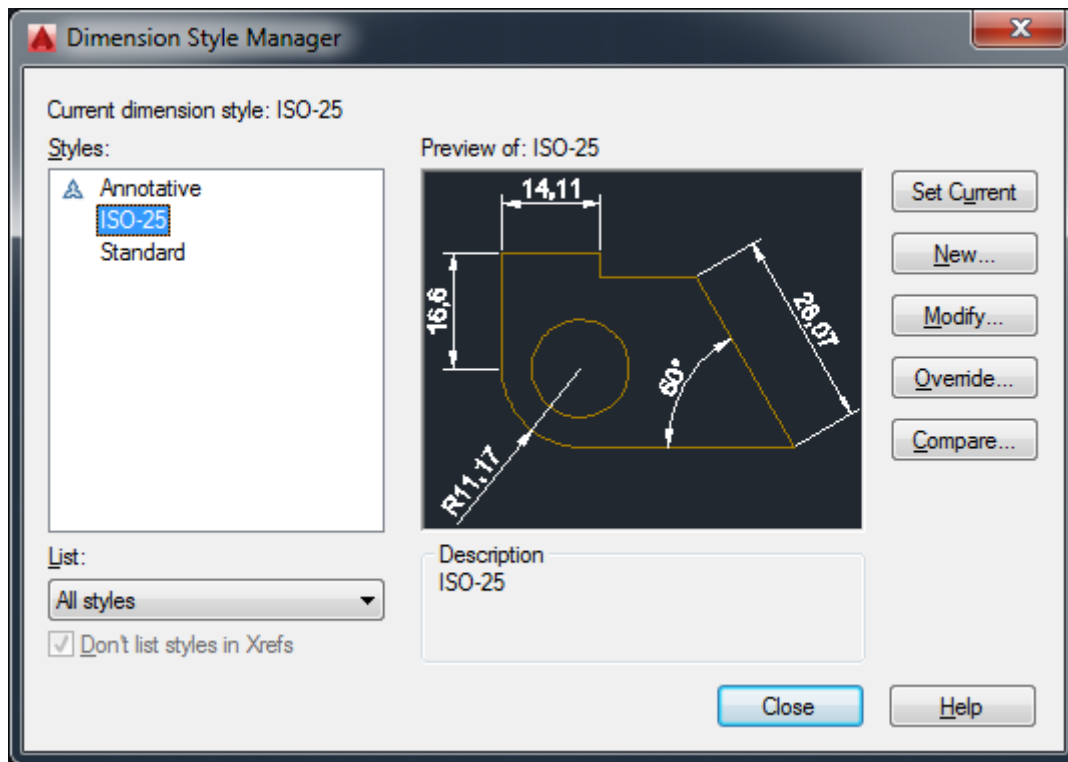 Dimension Style Manager
Current dimension style: ISO-25
Styles:
Annotative
ISO-25
Standard
List:
All styles
Don't list styles in Xrefs
Preview of: ISO-25
14,11
16,6
28,07
60°
R11,17
Description
ISO-25
Set Current
New...
Modify...
Override...
Compare...
Close
Help